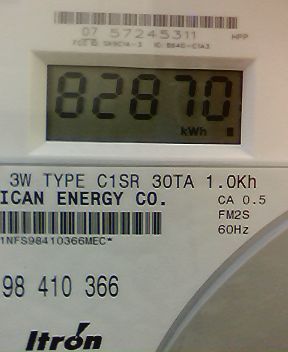 07 57245311 HPP
82870
kWh
3W TYPE C1SR 30TA 1.0Kh
ICAN ENERGY CO.
CA 0.5
FM2S
60Hz
1NFS98410366MEC*
98 410 366
Itron